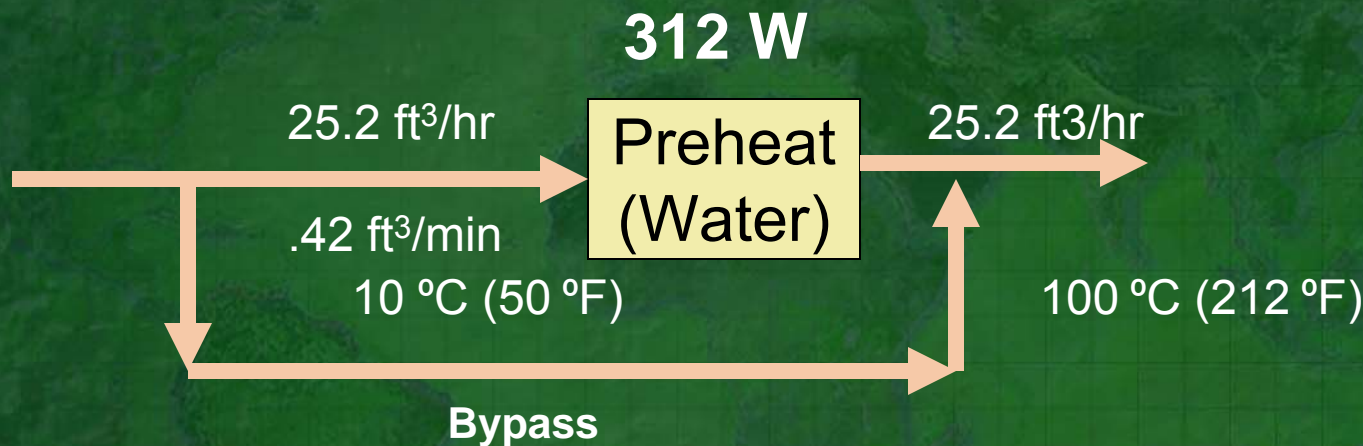 312 W
25.2 ft³/hr
Preheat
(Water)
25.2 ft3/hr
.42 ft³/min
10 ºC (50 ºF)
100 ºC (212 ºF)
Bypass